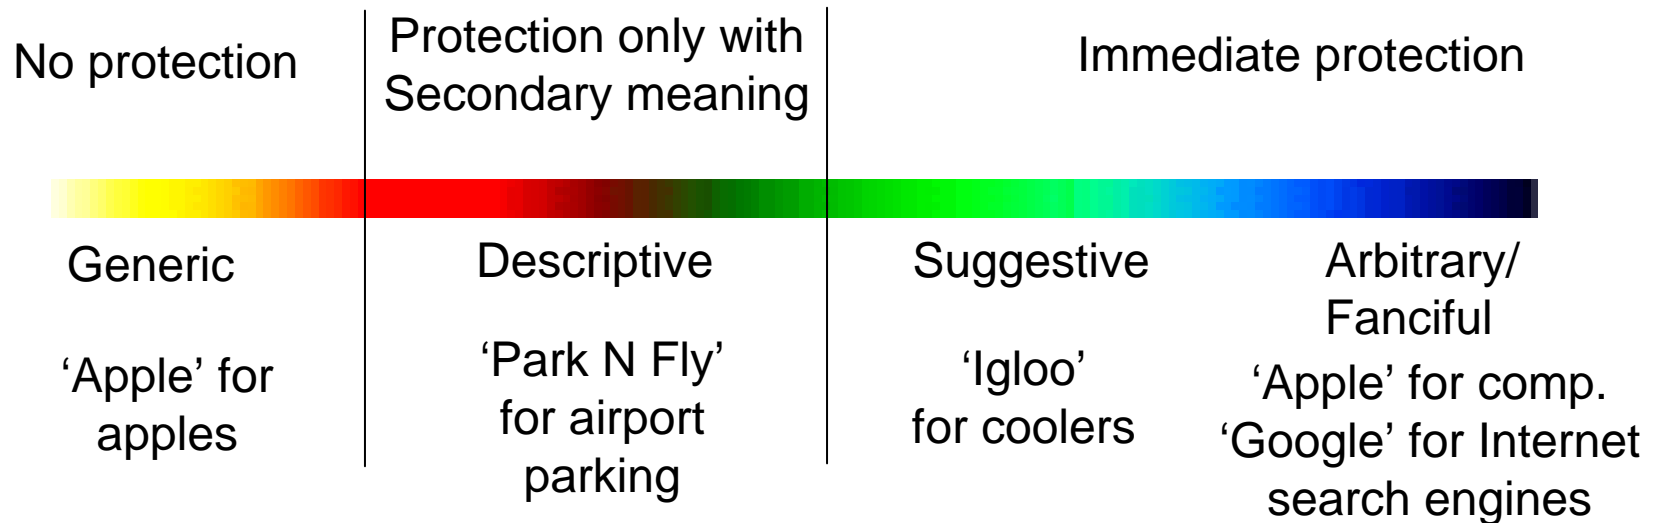 No protection
Protection only with
Secondary meaning
Immediate protection
Generic
Descriptive
Suggestive
Arbitrary/
Fanciful
‘Apple’ for
apples
‘Park N Fly’
for airport
parking
‘Igloo’
for coolers
‘Apple’ for comp.
‘Google’ for Internet
search engines